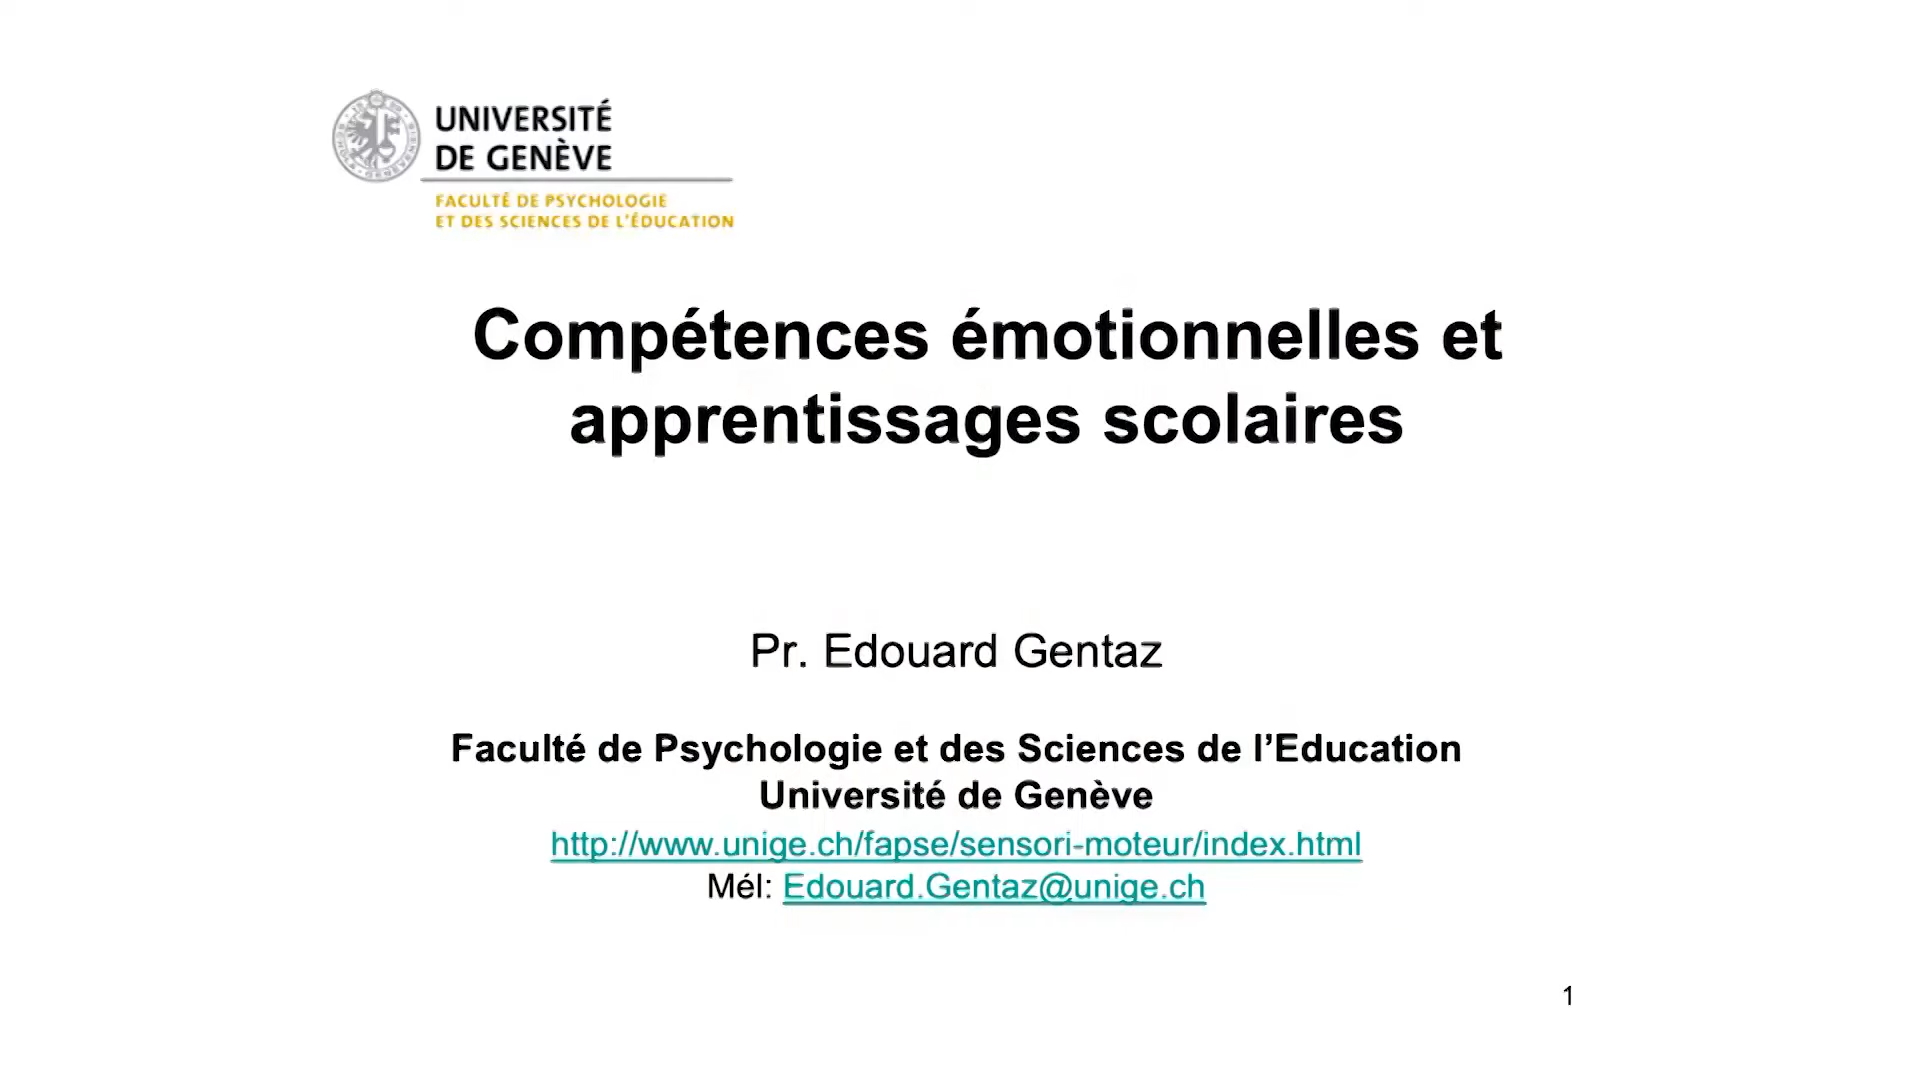 UNIVERSITÉ
DE GENÈVE
FACULTÉ DE PSYCHOLOGIE
ET DES SCIENCES DE L'ÉDUCATION
Compétences émotionnelles et
apprentissages scolaires
Pr. Edouard Gentaz
Faculté de Psychologie et des Sciences de l’Education
Université de Genève
http://www.unige.ch/fapse/sensori-moteur/index.html
Mél: Edouard.Gentaz@unige.ch
1